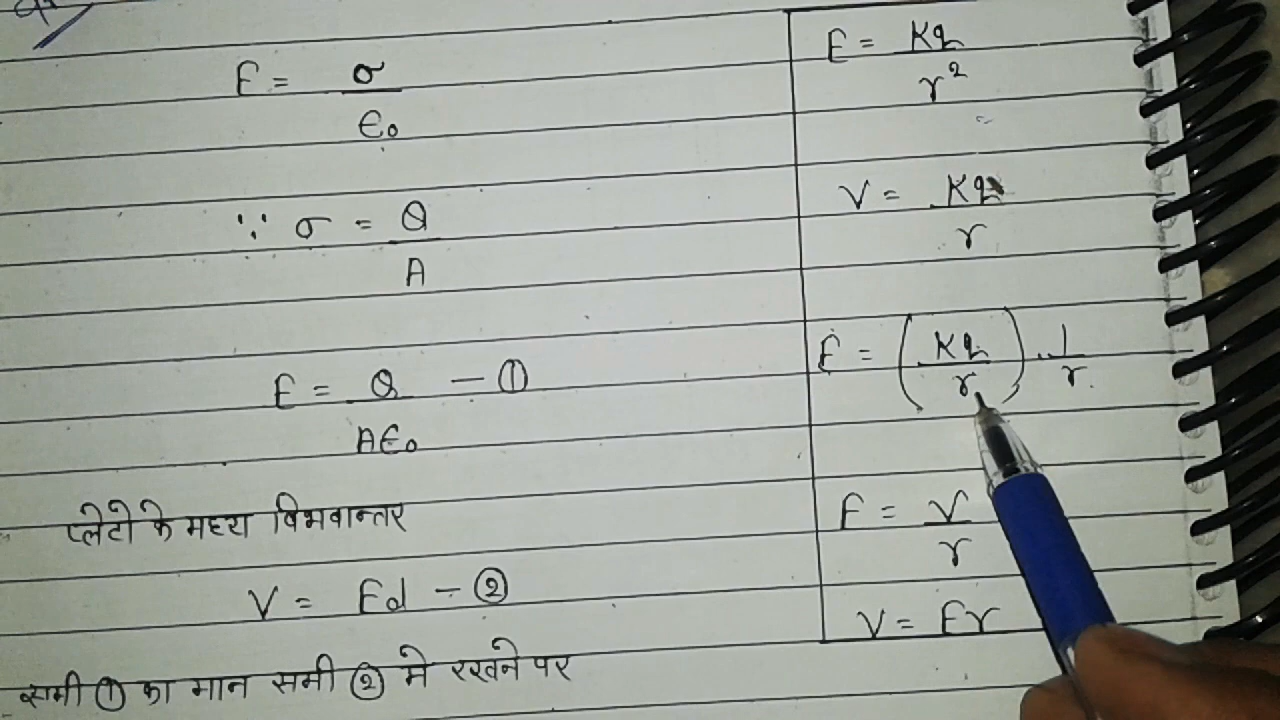 E = σ / ϵ₀
∵ σ = Q / A
E = Q / Aϵ₀ — ①
प्लेटो के मध्य विभवान्तर
V = Ed — ②
समी ① का मान समी ② मे रखने पर
E = Kq / r²
V = Kq / r
E = (Kq / r) . 1 / r
E = V / r
V = Er